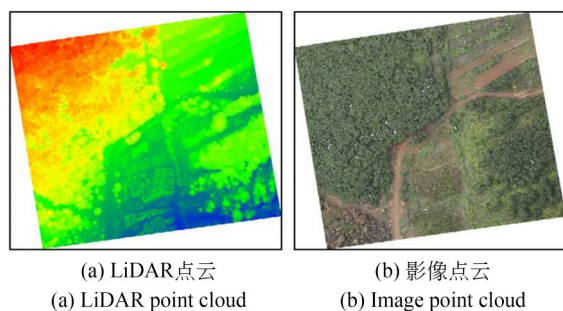 (a) LiDAR点云
(b) 影像点云
(a) LiDAR point cloud
(b) Image point cloud